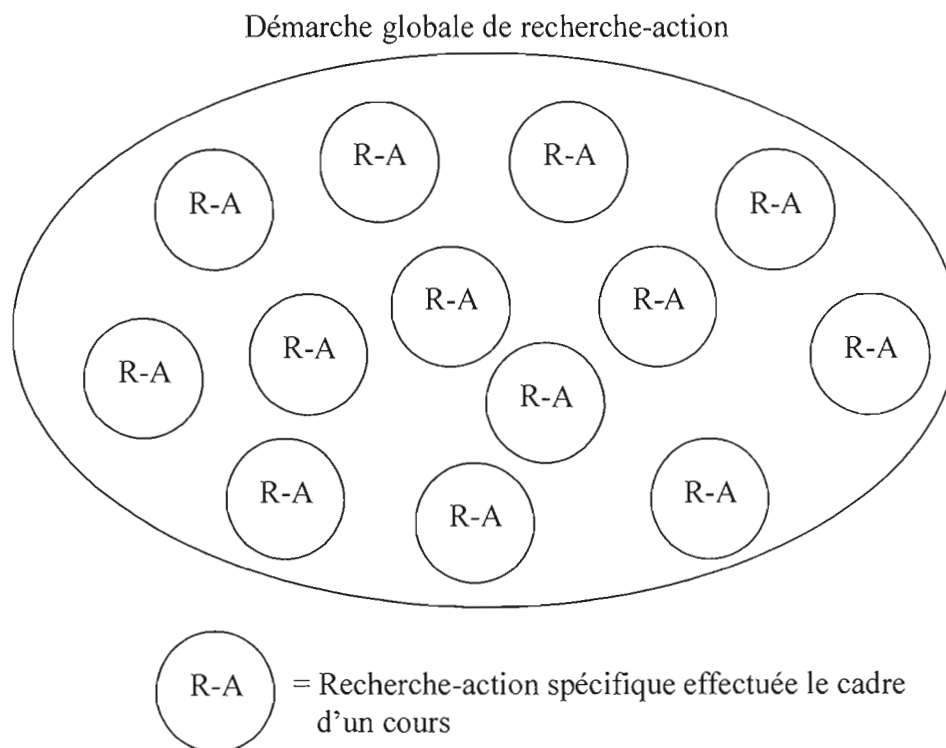 Démarche globale de recherche-action
R-A R-A
R-A R-A
R-A R-A
R-A R-A
R-A
R-A
R-A R-A
R-A
R-A = Recherche-action spécifique effectuée le cadre
d'un cours